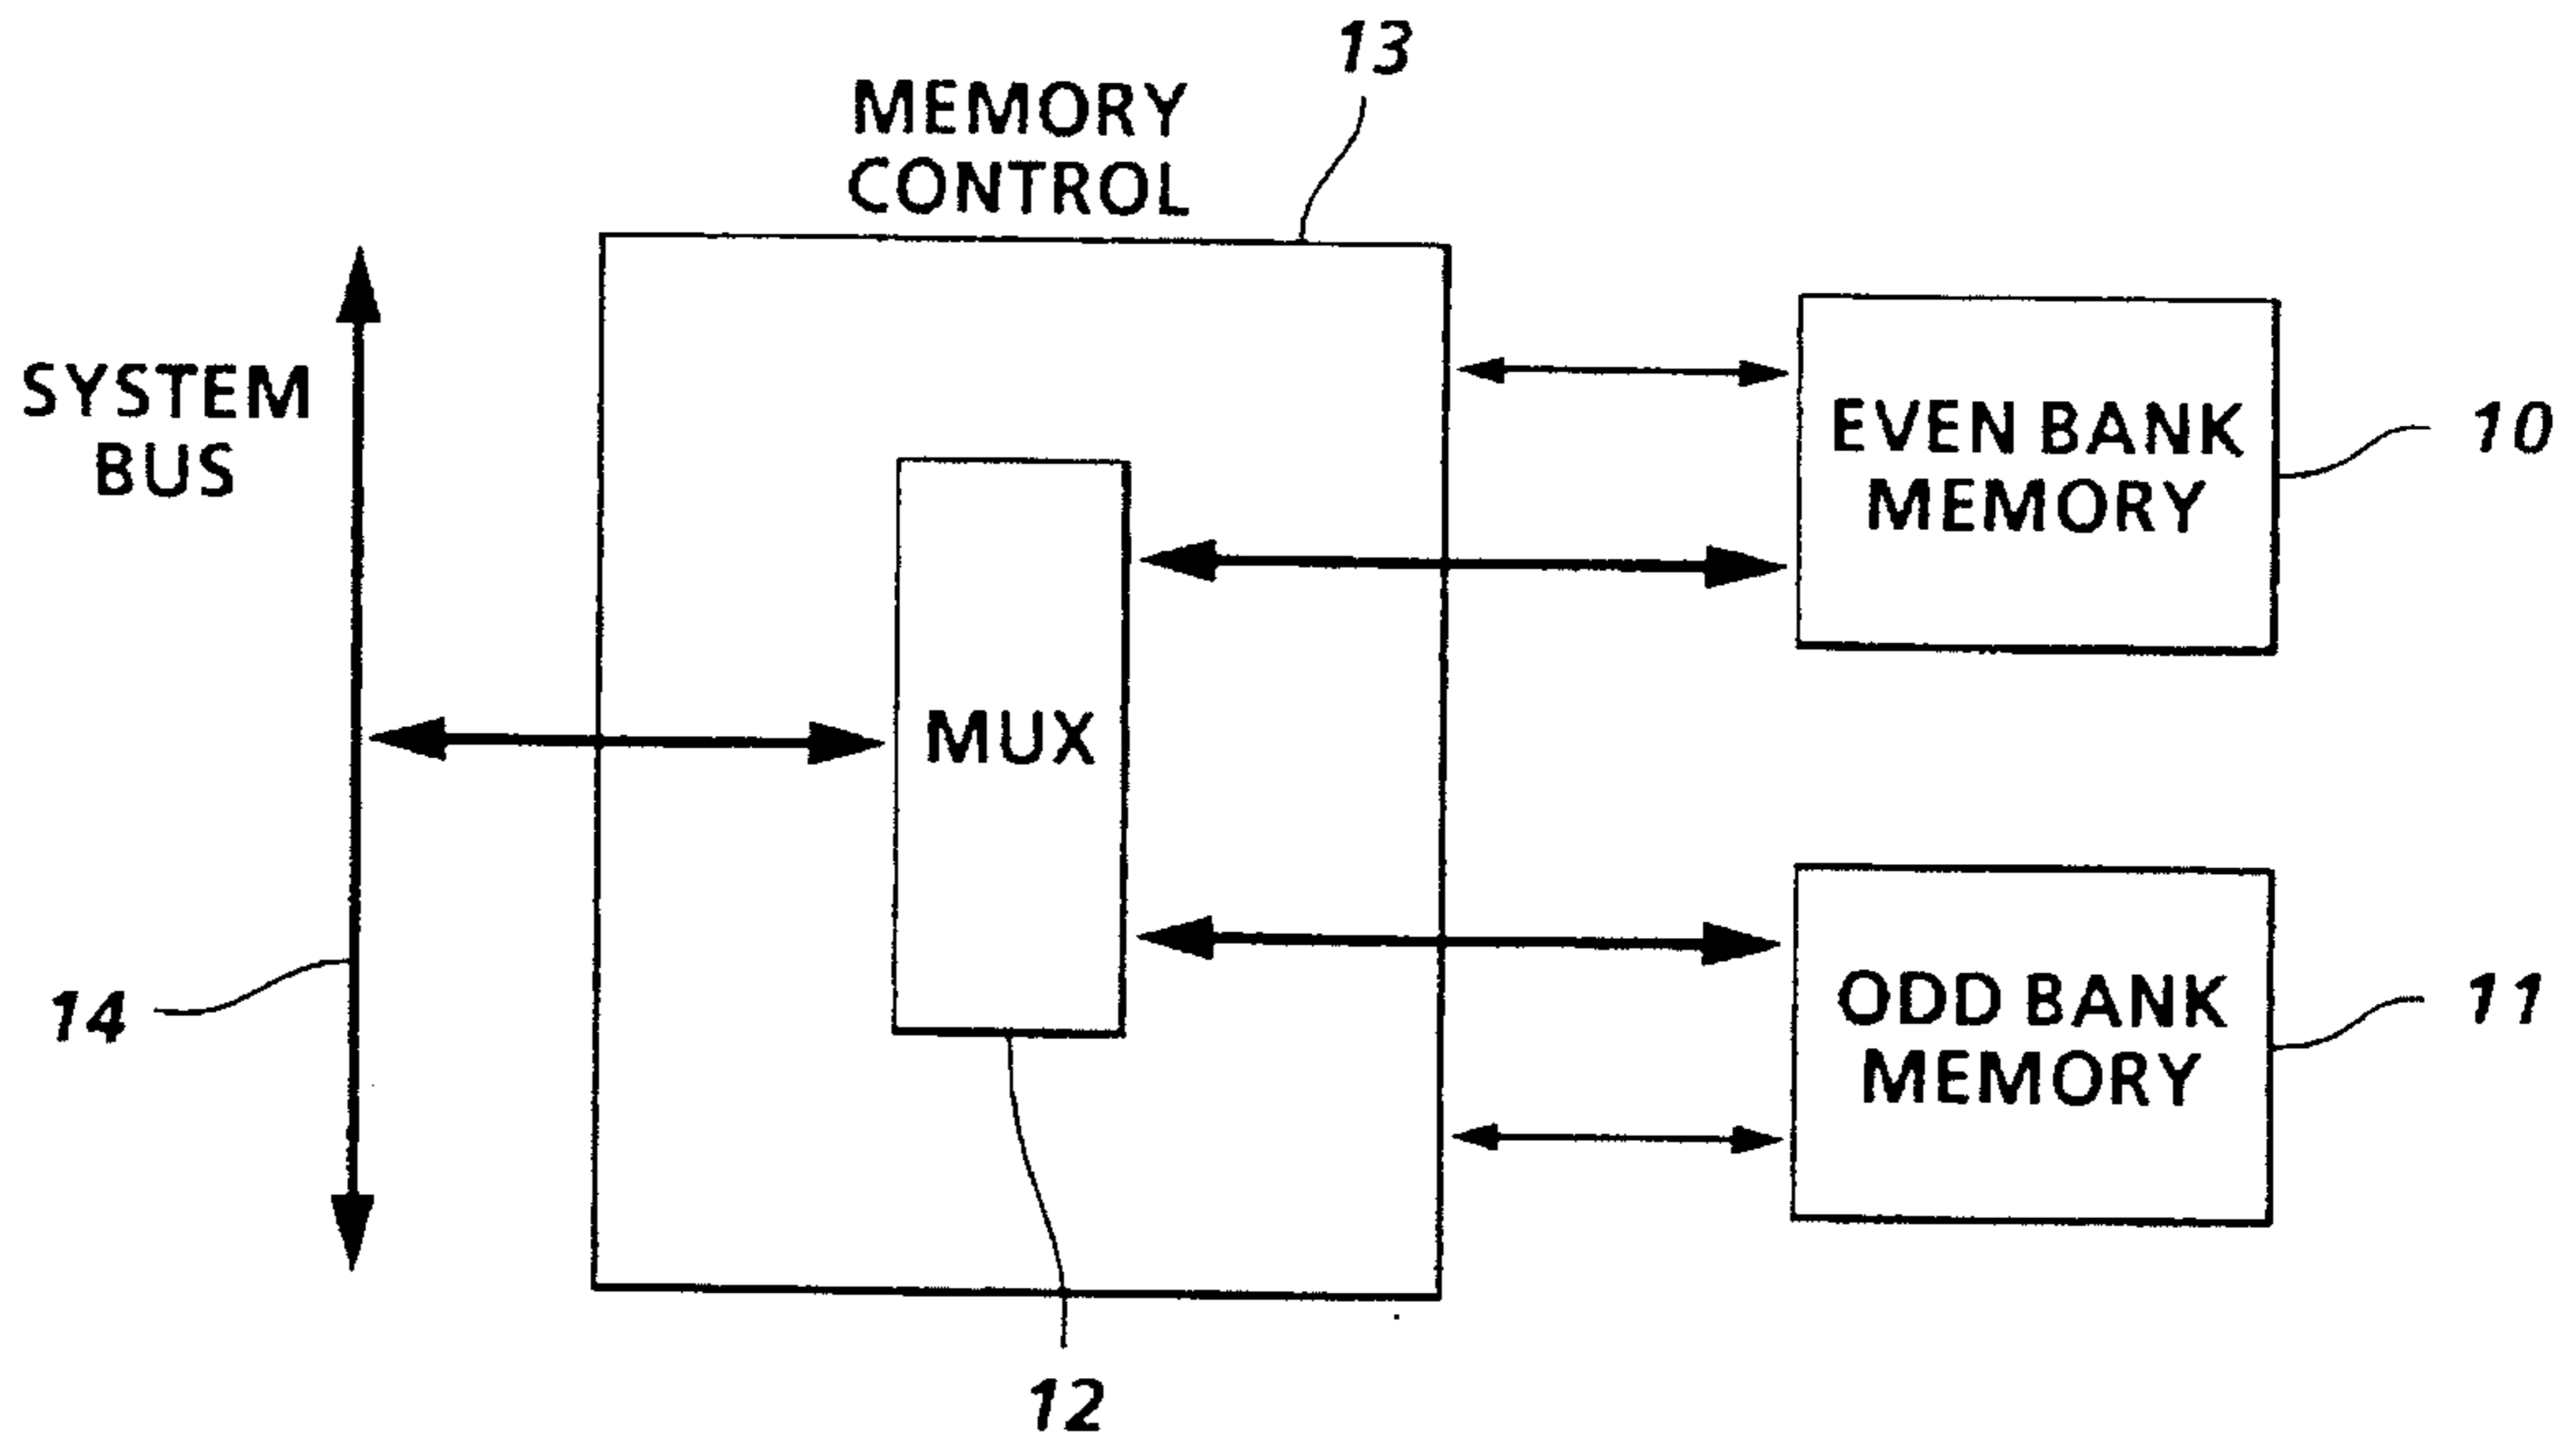 13
MEMORY
CONTROL
SYSTEM
BUS
EVEN BANK
MEMORY
10
MUX
14
ODD BANK
MEMORY
11
12